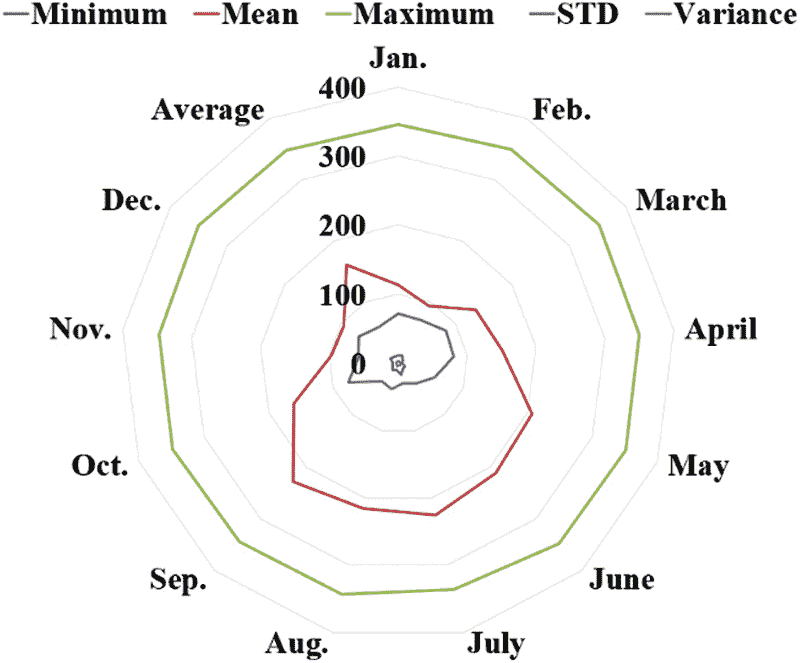 Minimum Mean Maximum STD Variance
Jan.
400
Average Feb.
300
Dec. March
200
100
Nov. April
0
Oct. May
Sep. June
Aug. July